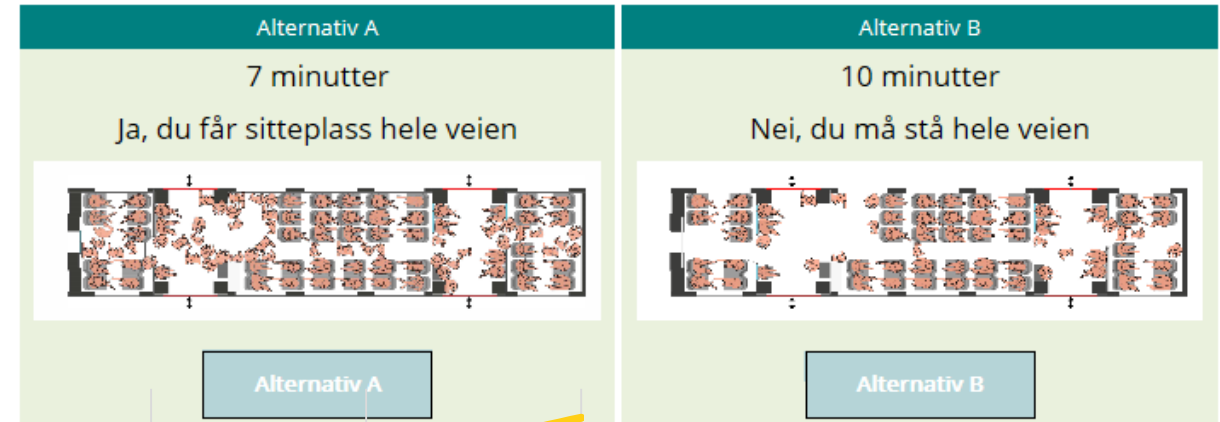 Alternativ A
7 minutter
Ja, du får sitteplass hele veien
Alternativ A
Alternativ B
10 minutter
Nei, du må stå hele veien
Alternativ B